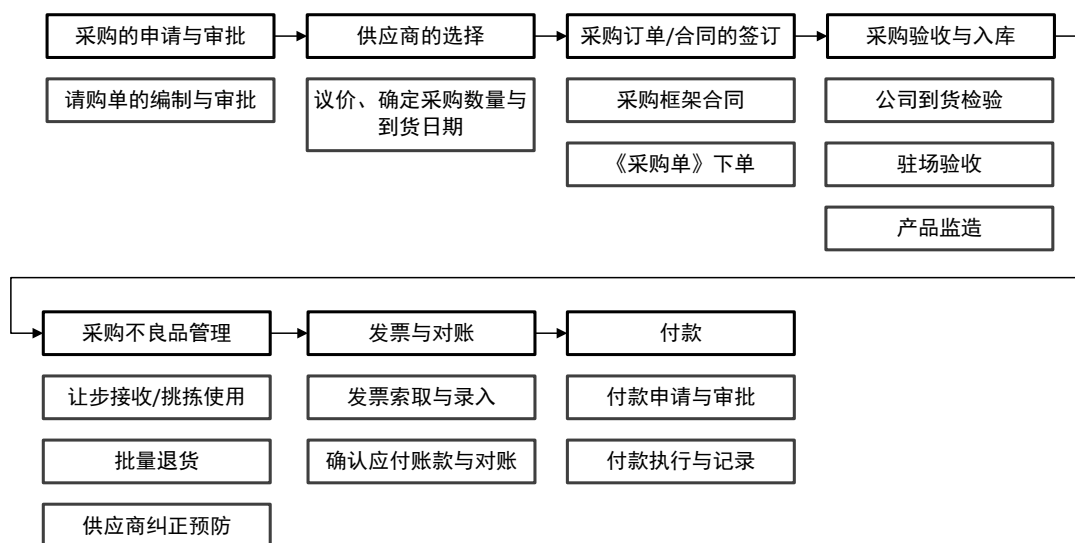 采购的申请与审批
供应商的选择
采购订单/合同的签订
采购验收与入库
请购单的编制与审批
议价、确定采购数量与
到货日期
采购框架合同
《采购单》下单
公司到货检验
驻场验收
产品监造
采购不良品管理
发票与对账
付款
让步接收/挑拣使用
批量退货
供应商纠正预防
发票索取与录入
确认应付账款与对账
付款申请与审批
付款执行与记录